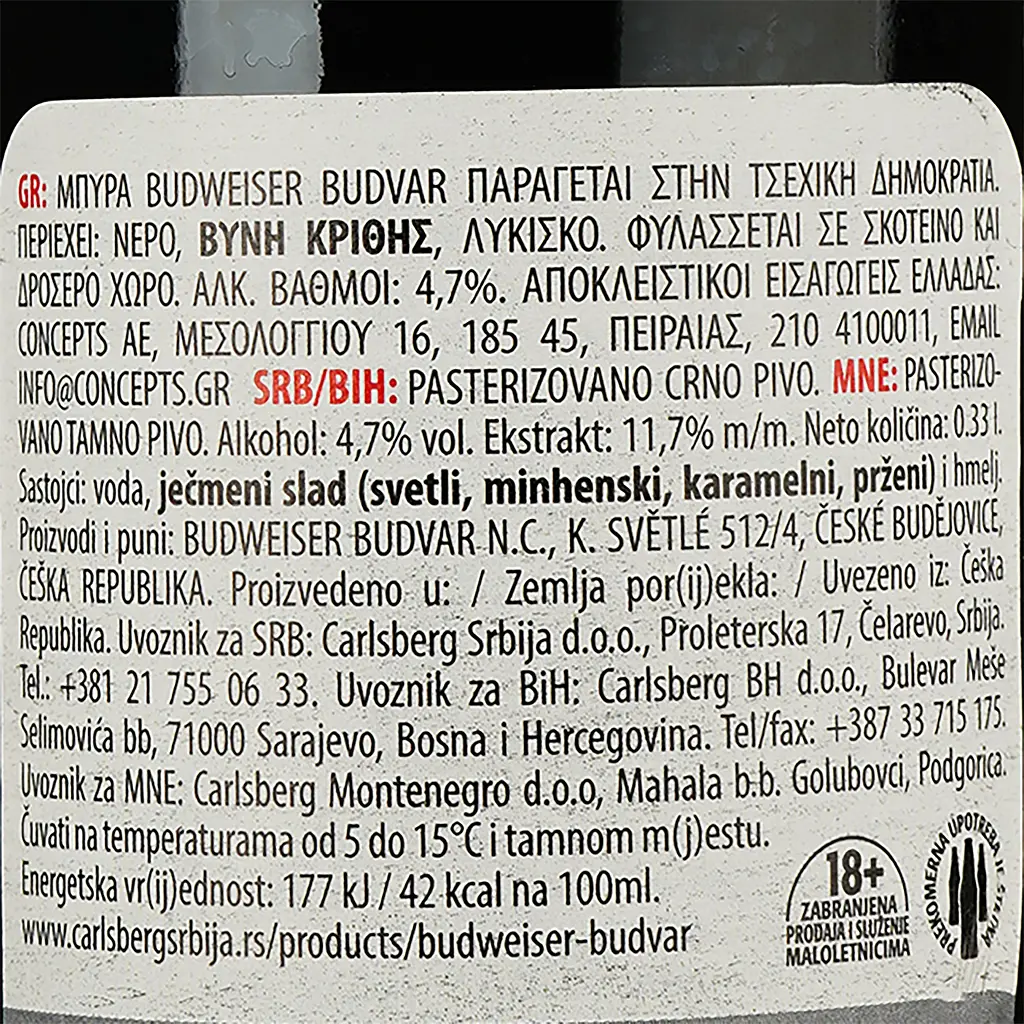 GR: ΜΠΥΡΑ BUDWEISER BUDVAR ΠΑΡΑΓΕΤΑΙ ΣΤΗΝ ΤΣΕΧΙΚΗ ΔΗΜΟΚΡΑΤΙΑ.
ΠΕΡΙΕΧΕΙ: ΝΕΡΟ, ΒΥΝΗ ΚΡΙΘΗΣ, ΛΥΚΙΣΚΟ. ΦΥΛΑΣΣΕΤΑΙ ΣΕ ΣΚΟΤΕΙΝΟ ΚΑΙ
ΔΡΟΣΕΡΟ ΧΩΡΟ. ΑΛΚ. ΒΑΘΜΟΙ: 4,7%. ΑΠΟΚΛΕΙΣΤΙΚΟΙ ΕΙΣΑΓΩΓΕΙΣ ΕΛΛΑΔΑΣ:
CONCEPTS AE, ΜΕΣΟΛΟΓΓΙΟΥ 16, 185 45, ΠΕΙΡΑΙΑΣ, 210 4100011, EMAIL
INFO@CONCEPTS.GR SRB/BIH: PASTERIZOVANO CRNO PIVO. MNE: PASTERIZO-
VANO TAMNO PIVO. Alkohol: 4,7% vol. Ekstrakt: 11,7% m/m. Neto količina: 0.33 l.
Sastojci: voda, ječmeni slad (svetli, minhenski, karamelni, prženi) i hmelj.
Proizvodi i puni: BUDWEISER BUDVAR N.C., K. SVĚTLÉ 512/4, ČESKÉ BUDĚJOVICE,
ČEŠKA REPUBLIKA. Proizvedeno u: / Zemlja por(ij)ekla: / Uvezeno iz: Češka
Republika. Uvoznik za SRB: Carlsberg Srbija d.o.o., Proleterska 17, Čelarevo, Srbija.
Tel.: +381 21 755 06 33. Uvoznik za BiH: Carlsberg BH d.o.o., Bulevar Meše
Selimovića bb, 71000 Sarajevo, Bosna i Hercegovina. Tel/fax: +387 33 715 175.
Uvoznik za MNE: Carlsberg Montenegro d.o.o, Mahala b.b. Golubovci, Podgorica.
Čuvati na temperaturama od 5 do 15°C i tamnom m(j)estu.
Energetska vr(ij)ednost: 177 kJ / 42 kcal na 100ml.
www.carlsbergsrbija.rs/products/budweiser-budvar
18+
ZABRANJENA
PRODAJA I SLUŽENJE
MALOLETNICIMA
PREKOMERNA UPOTREBA JE ŠTETNA